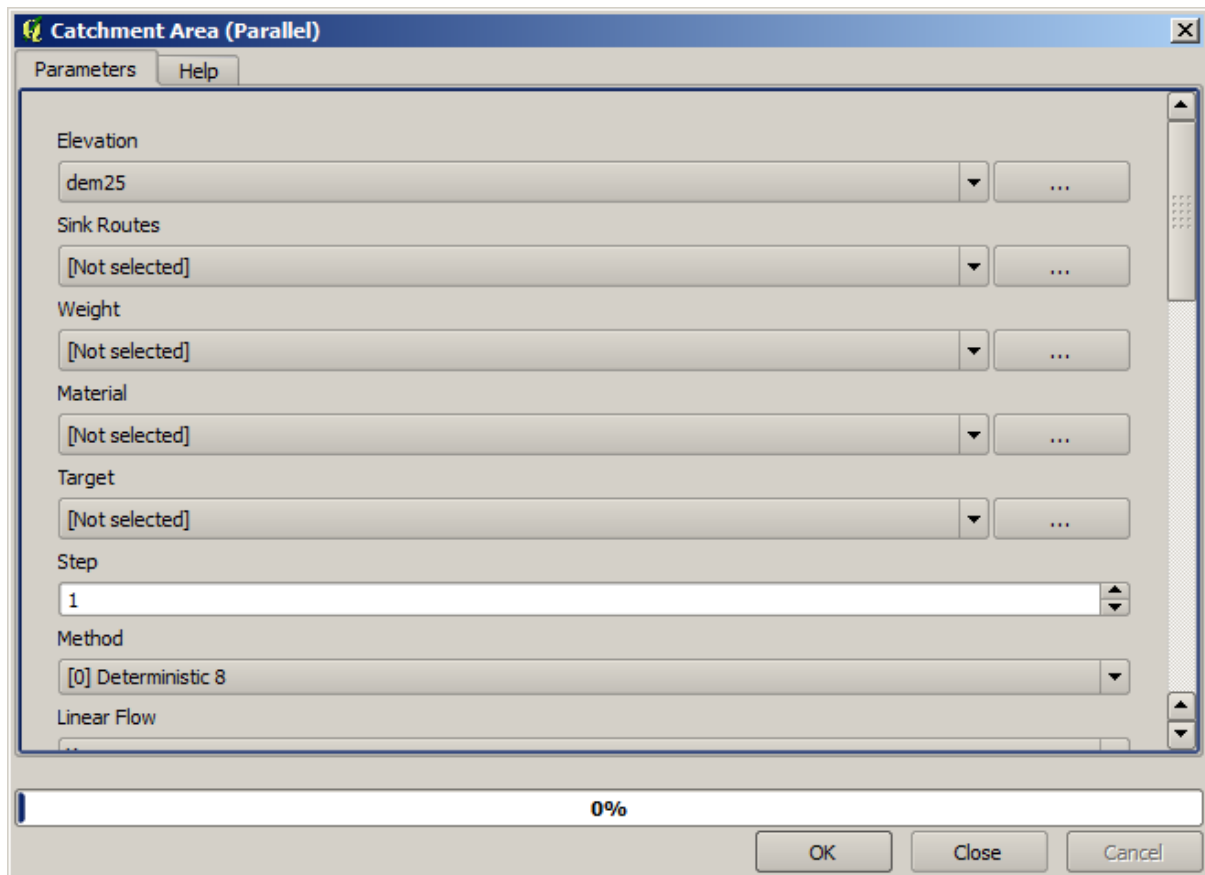 Catchment Area (Parallel)
Parameters Help
Elevation
dem25 ...
Sink Routes
[Not selected] ...
Weight
[Not selected] ...
Material
[Not selected] ...
Target
[Not selected] ...
Step
1
Method
[0] Deterministic 8
Linear Flow
0%
OK Close Cancel